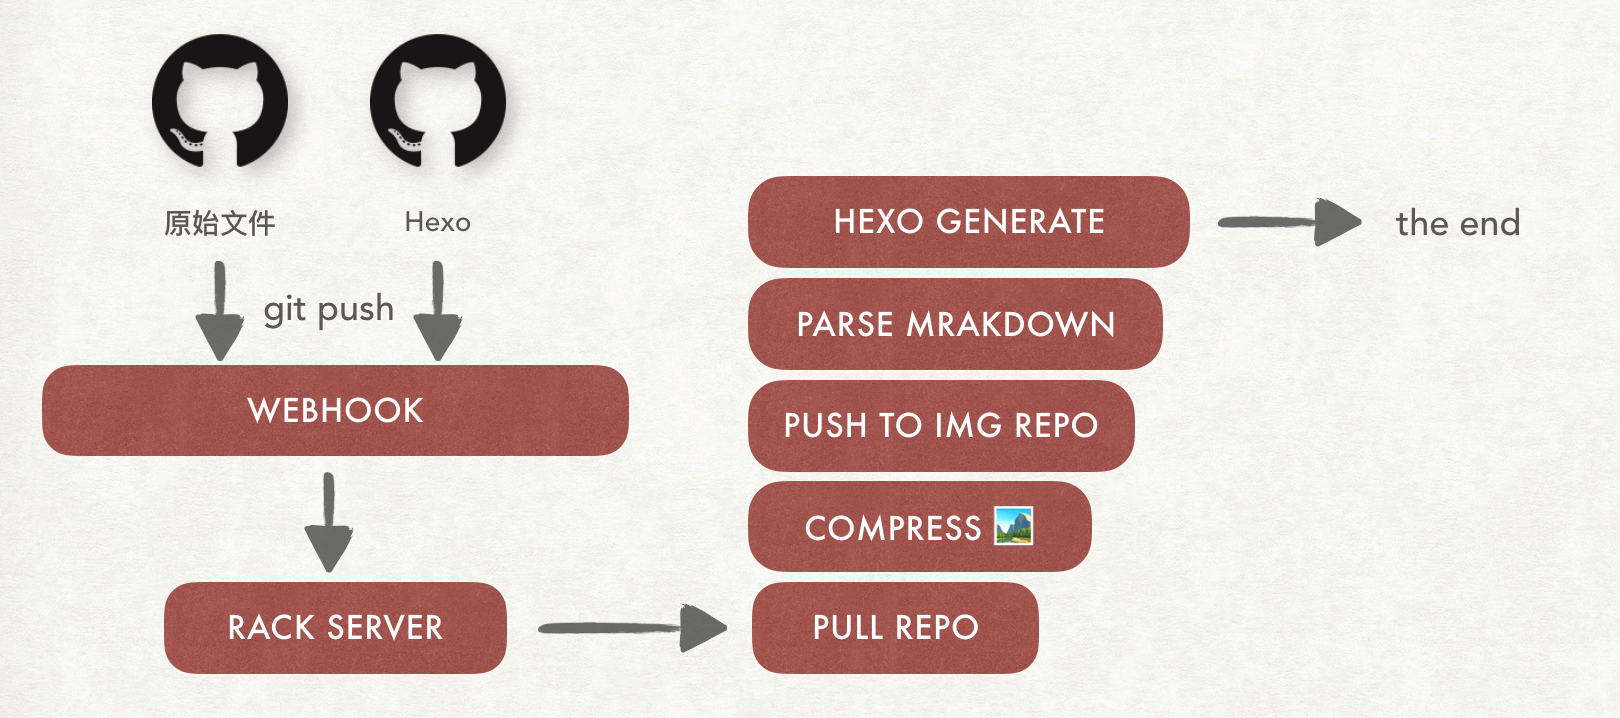 原始文件
Hexo
git push
WEBHOOK
RACK SERVER
HEXO GENERATE
the end
PARSE MRAKDOWN
PUSH TO IMG REPO
COMPRESS
PULL REPO